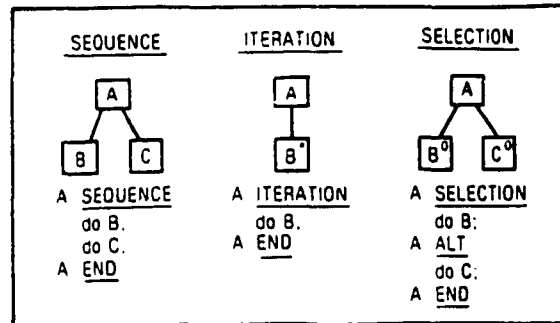 SEQUENCE
A
B C
A SEQUENCE
do B.
do C.
A END
ITERATION
A
B*
A ITERATION
do B.
A END
SELECTION
A
B° C°
A SELECTION
do B;
A ALT
do C;
A END